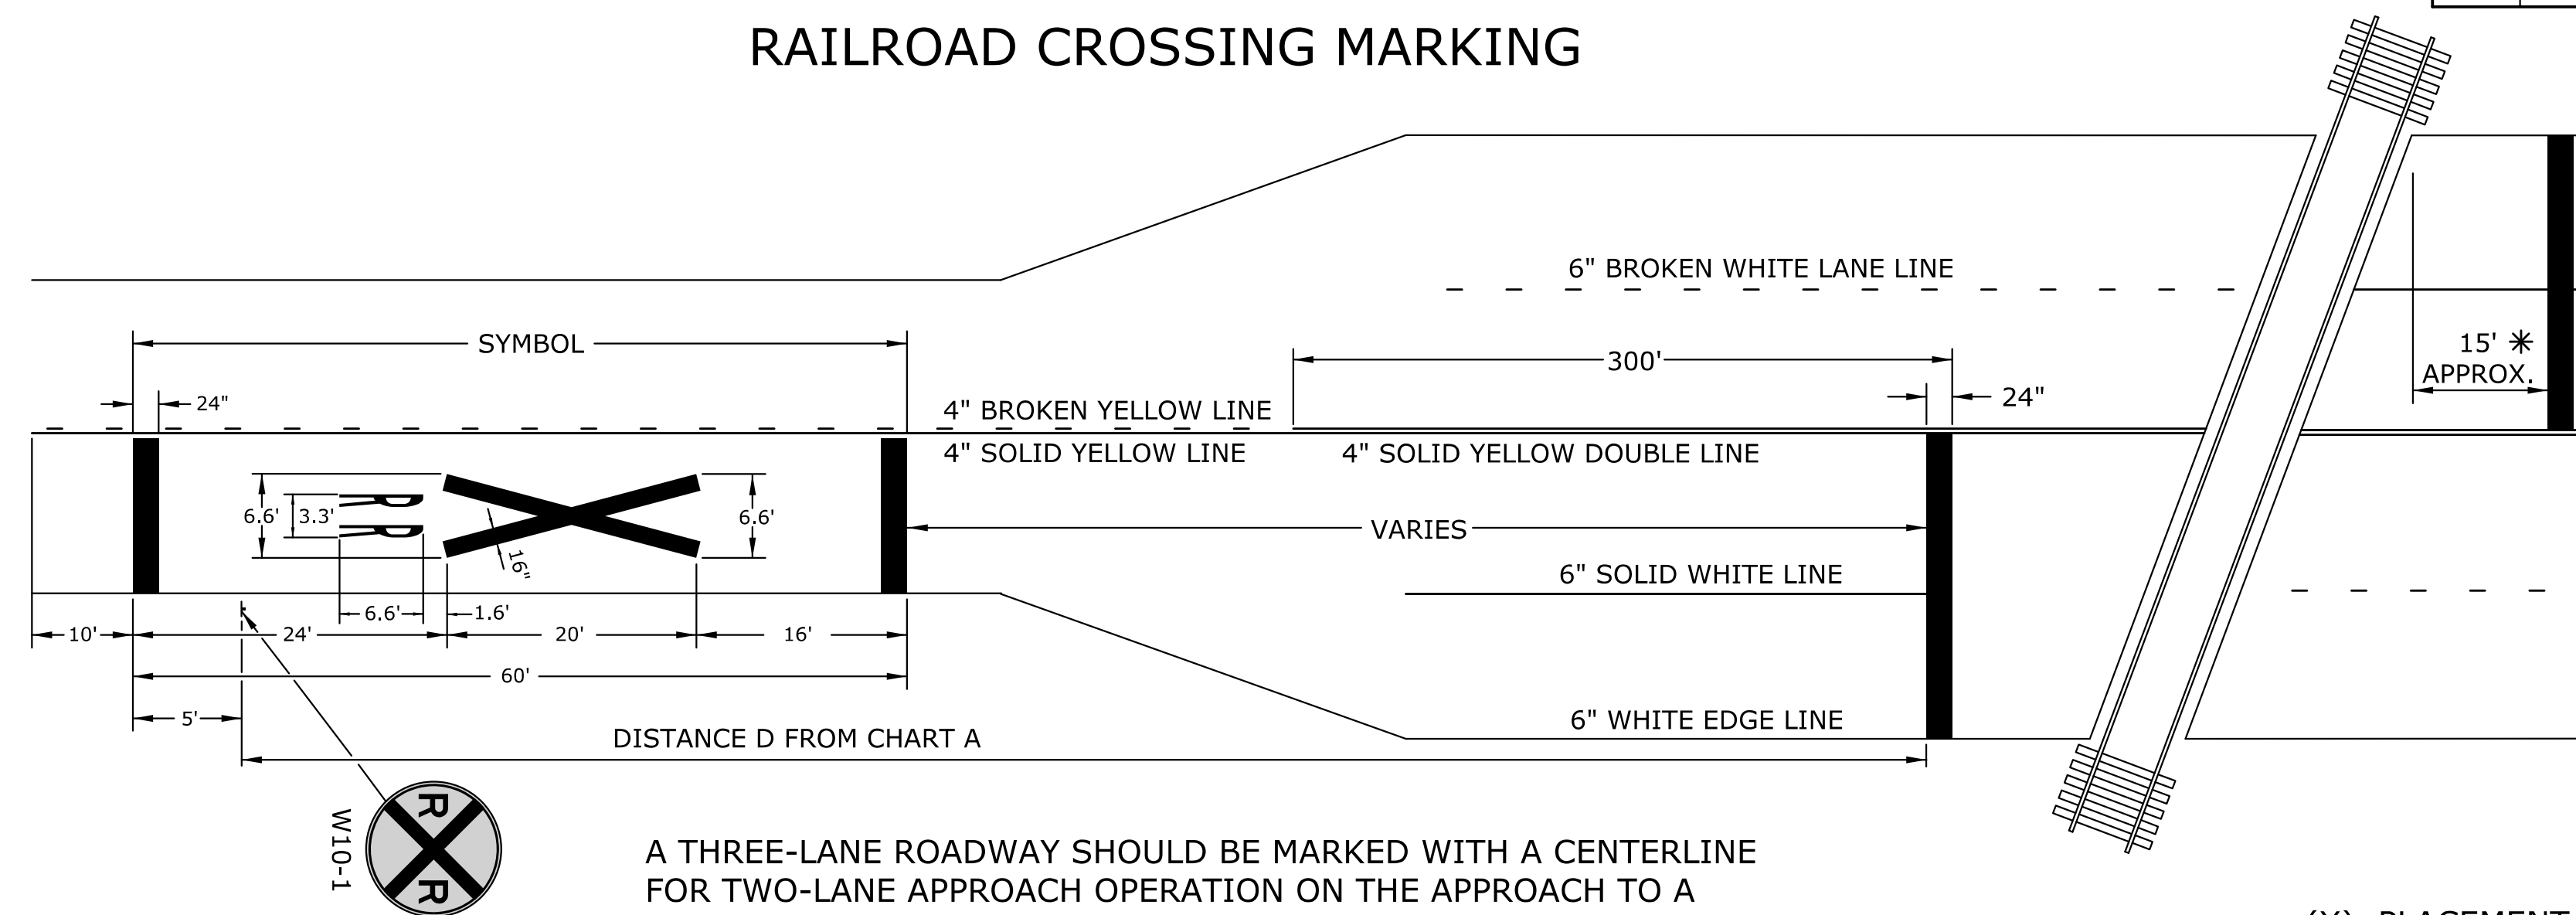 RAILROAD CROSSING MARKING
6" BROKEN WHITE LANE LINE
SYMBOL
300'
15' *
APPROX.
24"
4" BROKEN YELLOW LINE
24"
4" SOLID YELLOW LINE
4" SOLID YELLOW DOUBLE LINE
6.6'
3.3'
RR
6.6'
VARIES
16"
6" SOLID WHITE LINE
6.6'
1.6'
10'
24'
20'
16'
60'
5'
6" WHITE EDGE LINE
DISTANCE D FROM CHART A
W10-1
R R
A THREE-LANE ROADWAY SHOULD BE MARKED WITH A CENTERLINE
FOR TWO-LANE APPROACH OPERATION ON THE APPROACH TO A